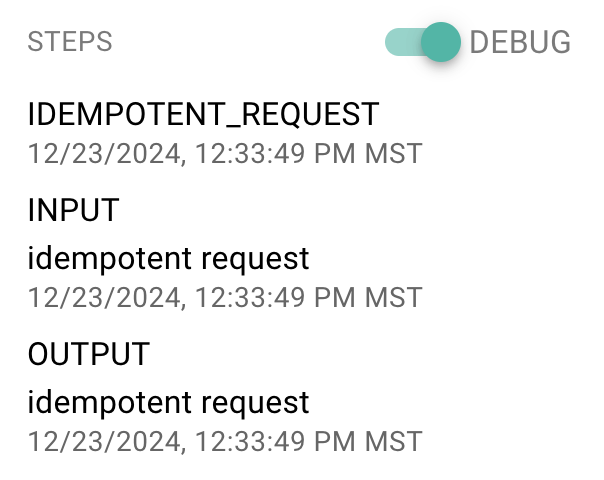 STEPS
DEBUG
IDEMPOTENT_REQUEST
12/23/2024, 12:33:49 PM MST
INPUT
idempotent request
12/23/2024, 12:33:49 PM MST
OUTPUT
idempotent request
12/23/2024, 12:33:49 PM MST